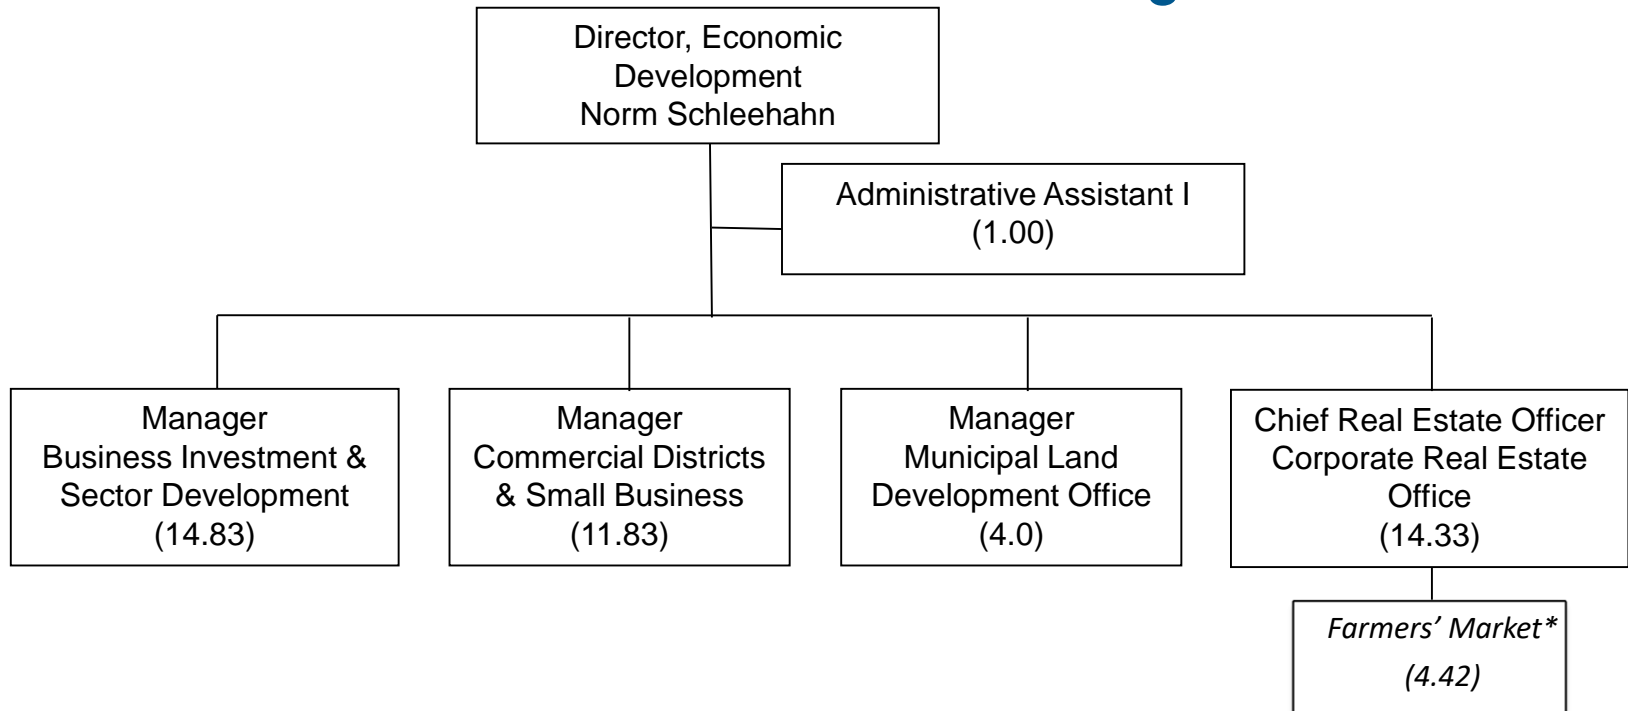 Director, Economic
Development
Norm Schleehahn
Administrative Assistant I
(1.00)
Manager
Business Investment &
Sector Development
(14.83)
Manager
Commercial Districts
& Small Business
(11.83)
Manager
Municipal Land
Development Office
(4.0)
Chief Real Estate Officer
Corporate Real Estate
Office
(14.33)
Farmers’ Market*
(4.42)